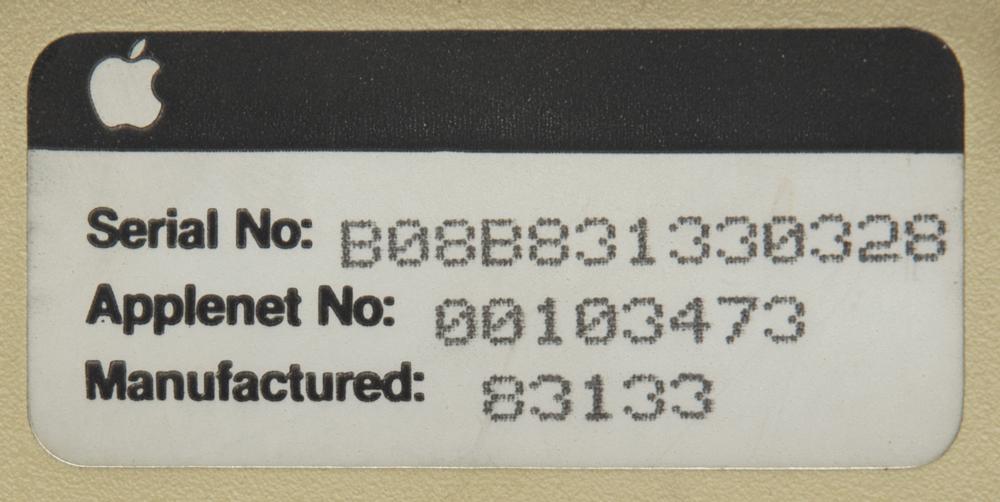 Serial No: B08B831330328
Applenet No: 00103473
Manufactured: 83133